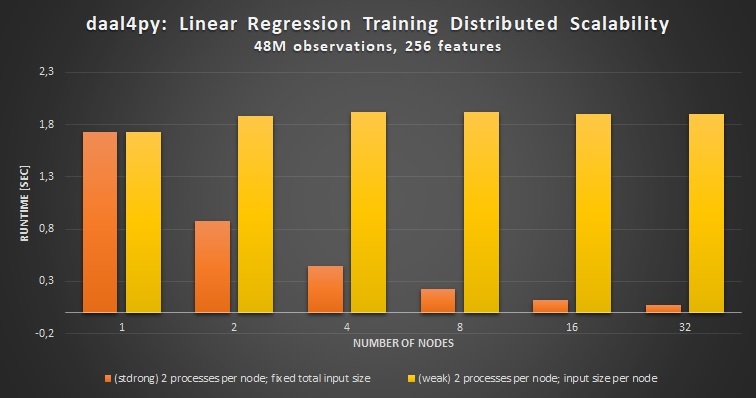 daal4py: Linear Regression Training Distributed Scalability
48M observations, 256 features
2,3
1,8
1,3
0,8
0,3
-0,2
RUNTIME [SEC]
1 2 4 8 16 32
NUMBER OF NODES
(stdrong) 2 processes per node; fixed total input size
(weak) 2 processes per node; input size per node